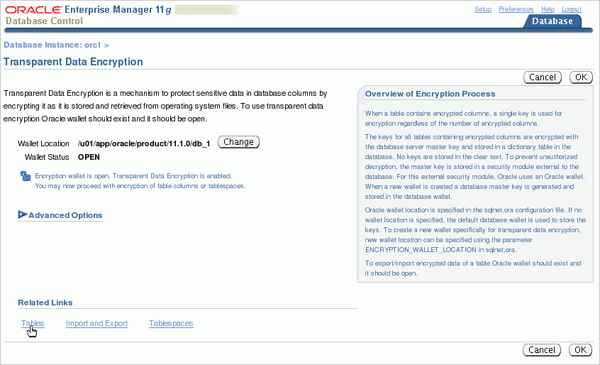 ORACLE Enterprise Manager 11g
Database Control
Setup Preferences Help Logout
Database
Database Instance: orcl >
Transparent Data Encryption
Cancel OK
Transparent Data Encryption is a mechanism to protect sensitive data in database columns by
encrypting it as it is stored and retrieved from operating system files. To use transparent data
encryption Oracle wallet should exist and it should be open.
Wallet Location /u01/app/oracle/product/11.1.0/db_1 Change
Wallet Status OPEN
Encryption wallet is open. Transparent Data Encryption is enabled.
You may now proceed with encryption of table columns or tablespaces.
Advanced Options
Overview of Encryption Process
When a table contains encrypted columns, a single key is used for
encryption regardless of the number of encrypted columns.
The keys for all tables containing encrypted columns are encrypted with
the database server master key and stored in a dictionary table in the
database. No keys are stored in the clear text. To prevent unauthorized
decryption, the master key is stored in a security module external to the
database. For this external security module, Oracle uses an Oracle wallet.
When a new wallet is created a database master key is generated and
stored in the database wallet.
Oracle wallet location is specified in the sqlnet.ora configuration file. If no
wallet location is specified, the default database wallet is used to store the
keys. To create a new wallet specifically for transparent data encryption,
new wallet location can be specified using the parameter
ENCRYPTION_WALLET_LOCATION in sqlnet.ora.
To export/import encrypted data of a table Oracle wallet should exist and
it should be open.
Related Links
Tables Import and Export Tablespaces
Cancel OK